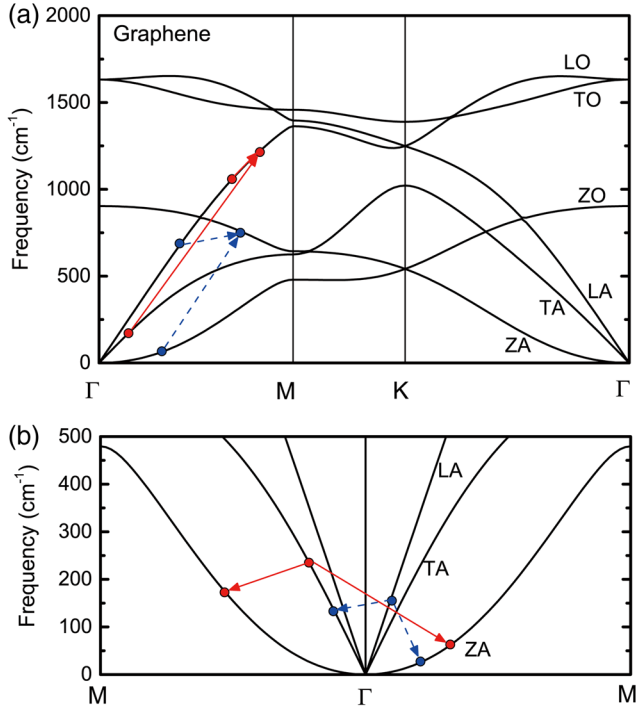 (a)
2000
Graphene
LO
1500
TO
1000
ZO
500
LA
TA
ZA
0
Frequency (cm⁻¹)
Γ M K Γ
(b)
500
LA
400
300
TA
200
100
ZA
0
Frequency (cm⁻¹)
M Γ M